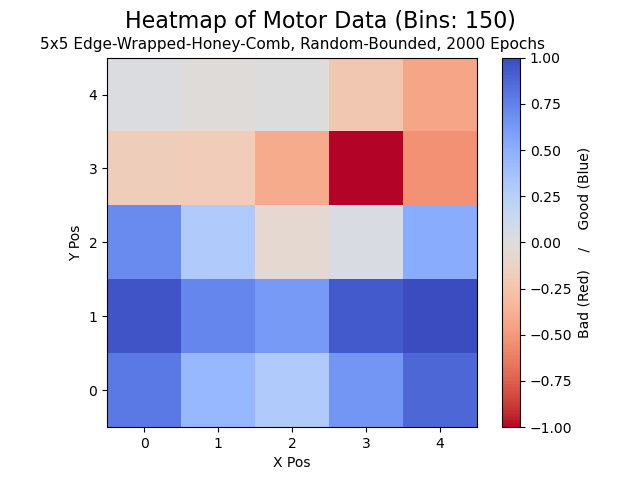 Heatmap of Motor Data (Bins: 150)
5x5 Edge-Wrapped-Honey-Comb, Random-Bounded, 2000 Epochs
4
3
2
1
0
Y Pos
0 1 2 3 4
X Pos
1.00
0.75
0.50
0.25
0.00
−0.25
−0.50
−0.75
−1.00
Bad (Red) / Good (Blue)